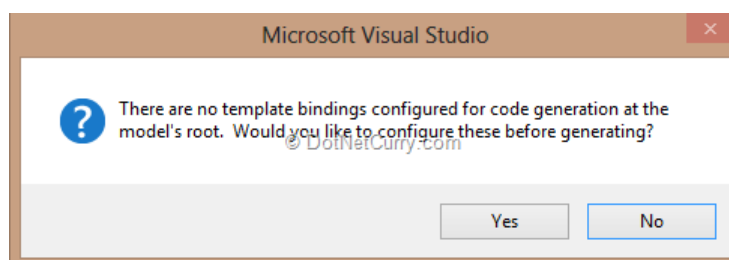 Microsoft Visual Studio
There are no template bindings configured for code generation at the
model's root. Would you like to configure these before generating?
© DotNetCurry.com
Yes No